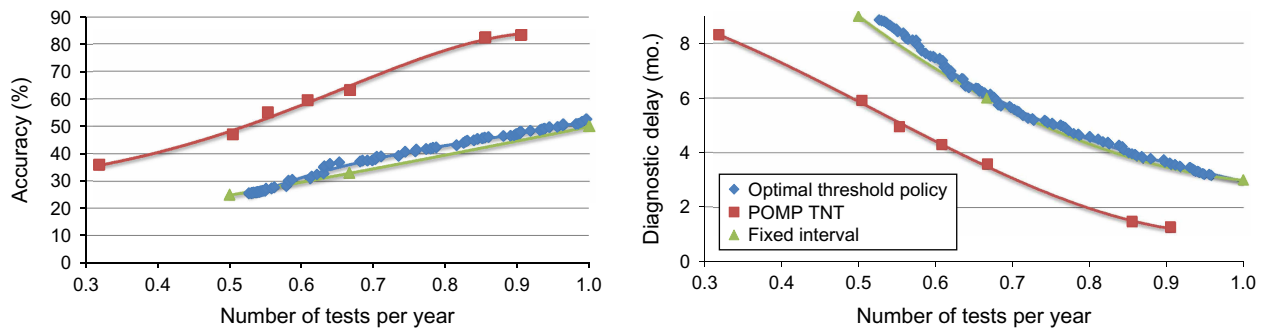 Accuracy (%)
90
80
70
60
50
40
30
20
10
0
0.3 0.4 0.5 0.6 0.7 0.8 0.9 1.0
Number of tests per year
Diagnostic delay (mo.)
8
6
4
2
0
Optimal threshold policy
POMP TNT
Fixed interval
0.3 0.4 0.5 0.6 0.7 0.8 0.9 1.0
Number of tests per year